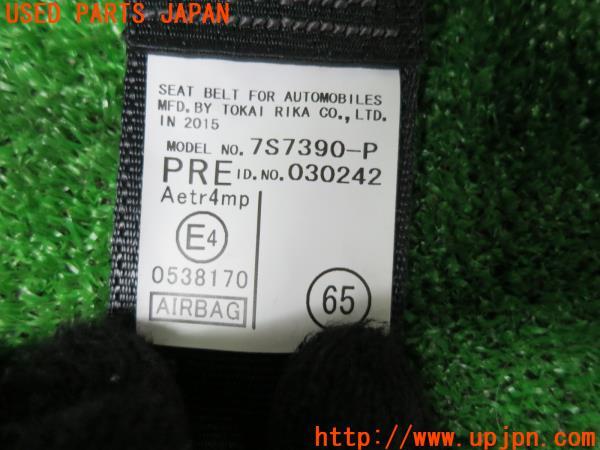 USED PARTS JAPAN
SEAT BELT FOR AUTOMOBILES
MFD. BY TOKAI RIKA CO., LTD.
IN 2015
MODEL NO. 7S7390-P
PRE ID.NO.030242
Aetr4mp
E4
0538170
AIRBAG
65
http://www.upjpn.com/